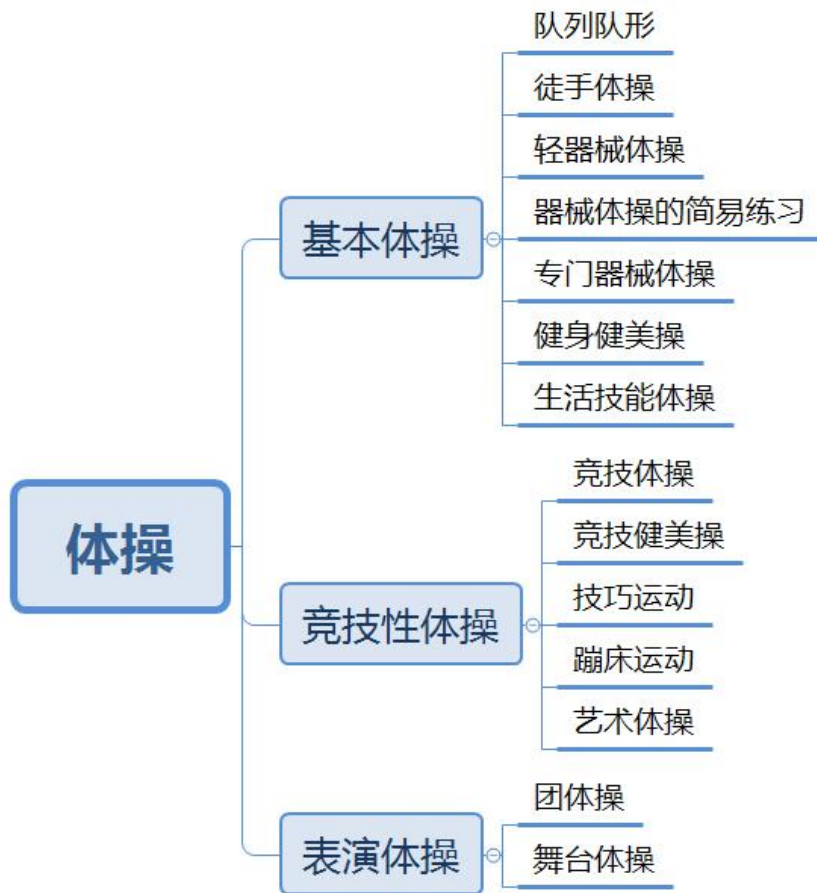 体操
基本体操
队列队形
徒手体操
轻器械体操
器械体操的简易练习
专门器械体操
健身健美操
生活技能体操
竞技性体操
竞技体操
竞技健美操
技巧运动
蹦床运动
艺术体操
表演体操
团体操
舞台体操